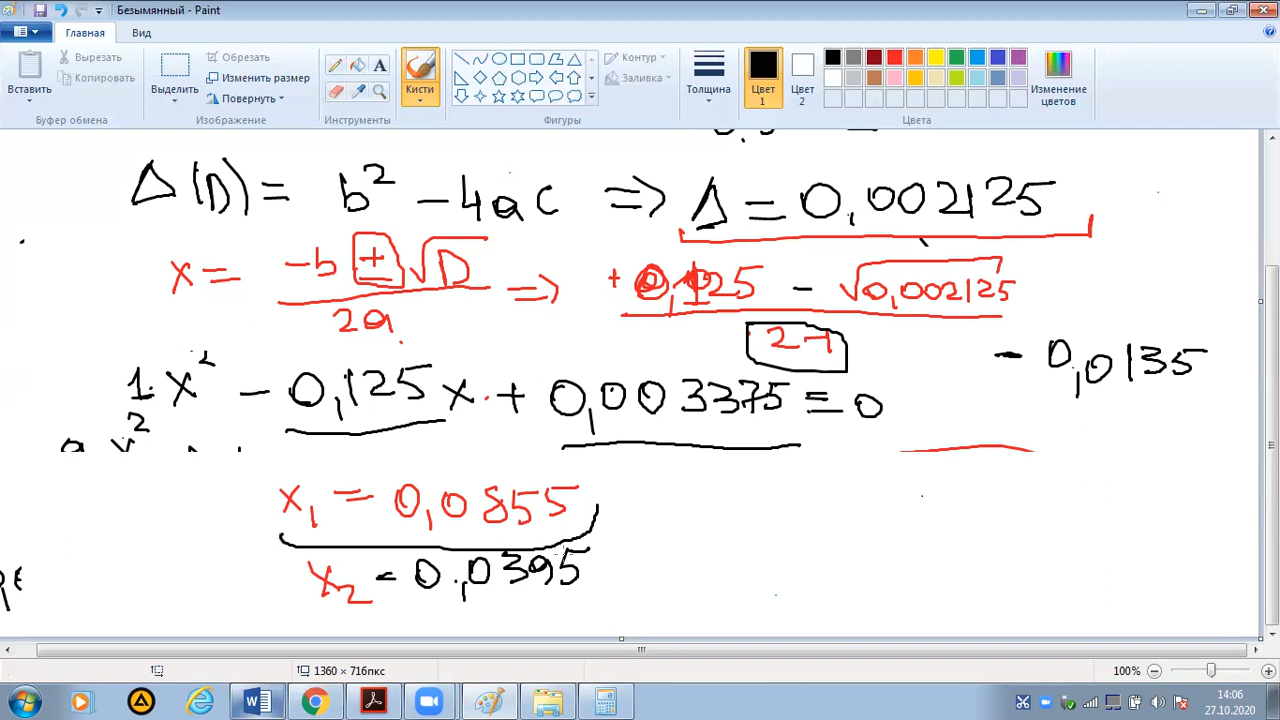 Безымянный - Paint
Главная Вид
Вставить
Вырезать
Копировать
Буфер обмена
Выделить
Обрезать
Изменить размер
Повернуть
Изображение
Инструменты
Кисти
Контур
Заливка
Фигуры
Толщина
Цвет 1
Цвет 2
Изменение цветов
Цвета
Δ(D) = b² - 4ac => Δ = 0,002125
x = -b ± √D / 2a => + 0,125 - √0,002125 / 2·1
- 0,0135
1·x² - 0,125x + 0,003375 = 0
x₁ = 0,0855
x₂ = 0,0395
1360 × 716пкс
100%
14:06
27.10.2020